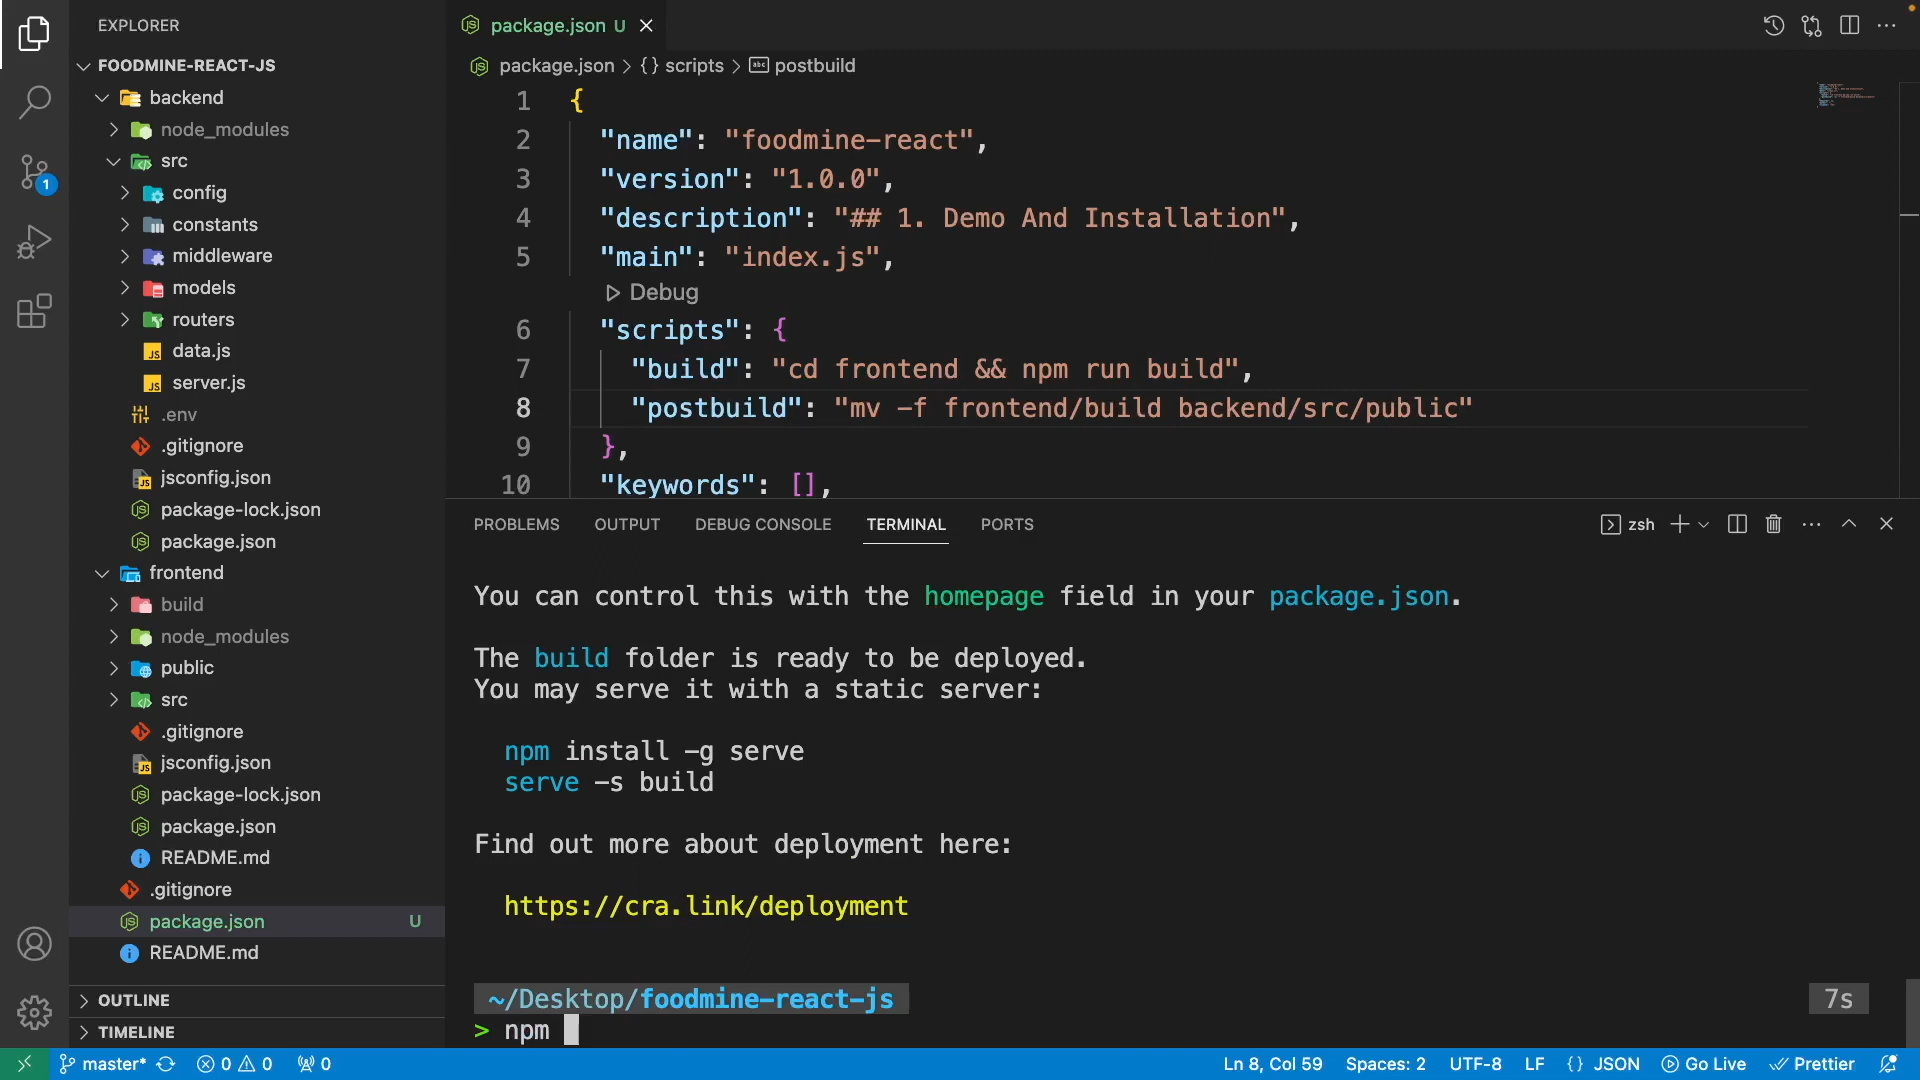 EXPLORER
FOODMINE-REACT-JS
backend
node_modules
src
config
constants
middleware
models
routers
JS data.js
JS server.js
.env
.gitignore
jsconfig.json
package-lock.json
package.json
frontend
build
node_modules
public
src
.gitignore
jsconfig.json
package-lock.json
package.json
README.md
.gitignore
package.json U
README.md
OUTLINE
TIMELINE
1
package.json U
package.json > {} scripts > abc postbuild
1 {
2 "name": "foodmine-react",
3 "version": "1.0.0",
4 "description": "## 1. Demo And Installation",
5 "main": "index.js",
Debug
6 "scripts": {
7 "build": "cd frontend && npm run build",
8 "postbuild": "mv -f frontend/build backend/src/public"
9 },
10 "keywords": [],
PROBLEMS OUTPUT DEBUG CONSOLE TERMINAL PORTS zsh
You can control this with the homepage field in your package.json.
The build folder is ready to be deployed.
You may serve it with a static server:
npm install -g serve
serve -s build
Find out more about deployment here:
https://cra.link/deployment
~/Desktop/foodmine-react-js 7s
> npm
master* 0 0 0 Ln 8, Col 59 Spaces: 2 UTF-8 LF {} JSON Go Live Prettier